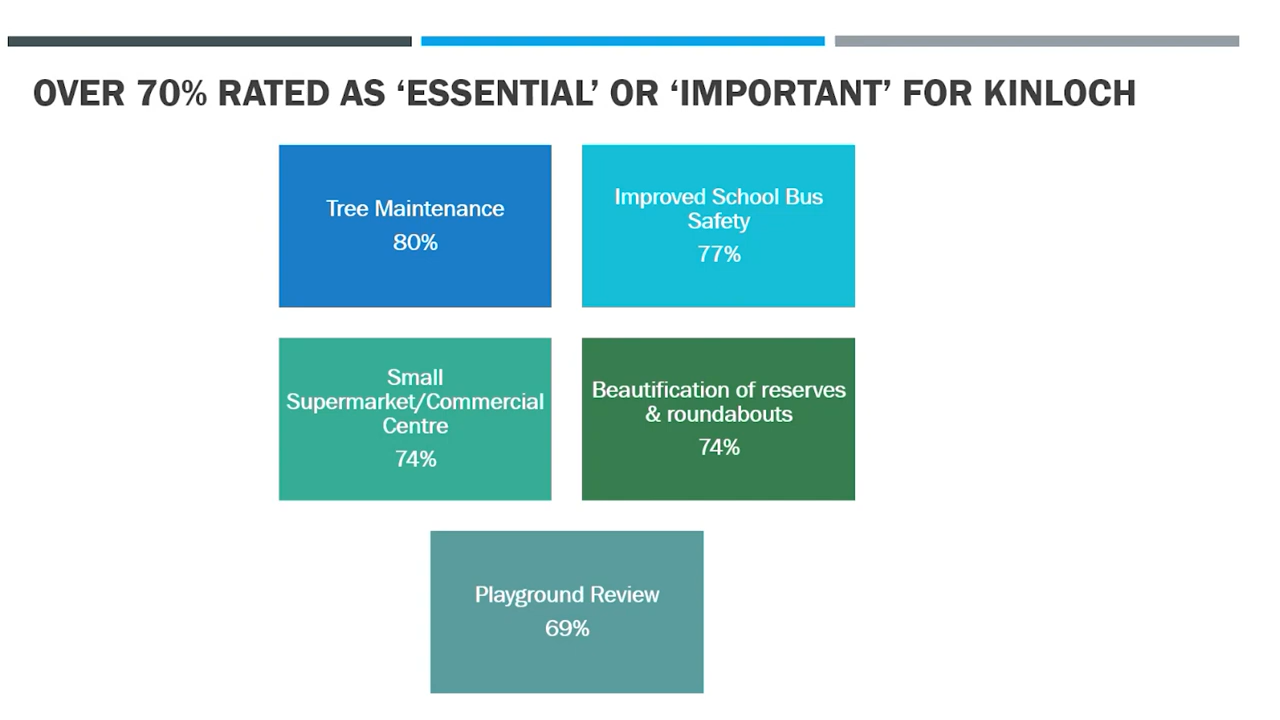 OVER 70% RATED AS ‘ESSENTIAL’ OR ‘IMPORTANT’ FOR KINLOCH
Tree Maintenance
80%
Improved School Bus
Safety
77%
Small
Supermarket/Commercial
Centre
74%
Beautification of reserves
& roundabouts
74%
Playground Review
69%